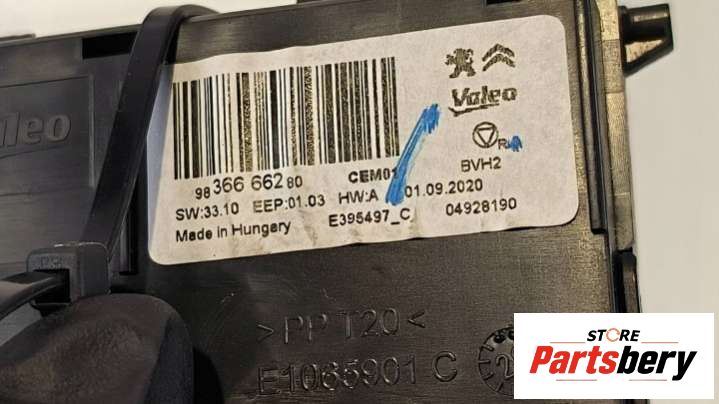 aleo
Valeo
98 366 662 80
CEM01
R
BVH2
SW:33.10 EEP:01.03 HW:A 01.09.2020
Made in Hungary E395497_C 04928190
>PP T20<
E1065901 C
STORE
Partsbery